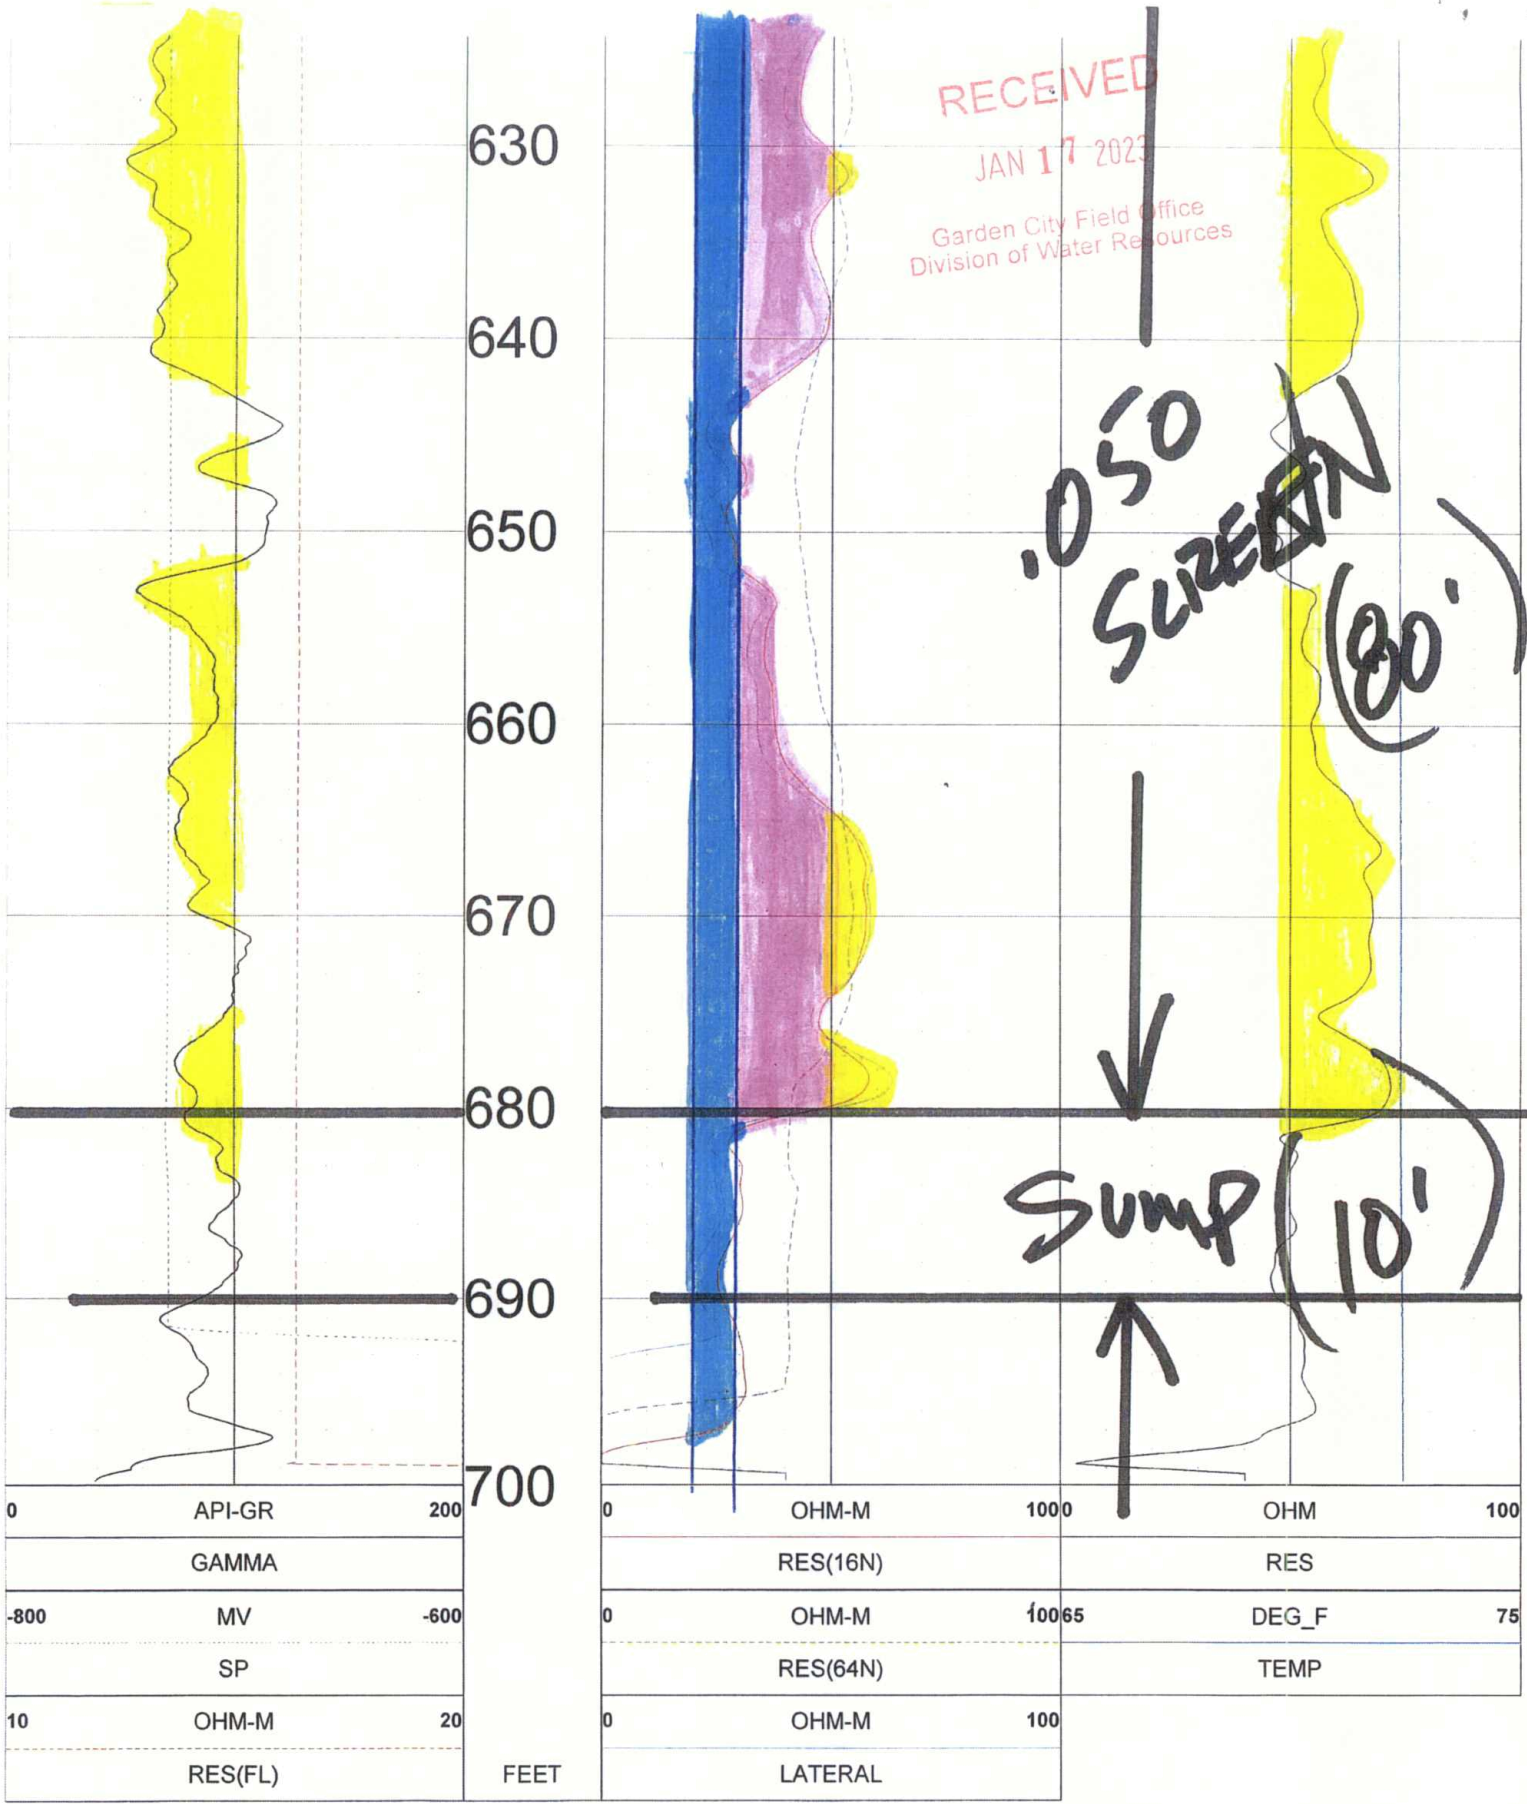 RECEIVED
JAN 17 2023
Garden City Field Office
Division of Water Resources
630
640
.050
SCREEN
650
(80')
660
670
680
SUMP (10')
690
700
0 API-GR 200
GAMMA
-800 MV -600
SP
10 OHM-M 20
RES(FL)
FEET
0 OHM-M 100
RES(16N)
0 OHM-M 100
RES(64N)
0 OHM-M 100
LATERAL
0 OHM 100
RES
65 DEG_F 75
TEMP